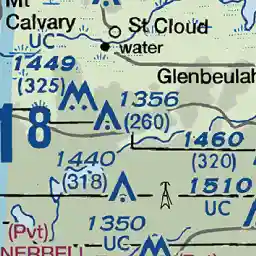 Mt
Calvary
St Cloud
UC
water
1449
(325)
Glenbeulah
1356
(260)
18
1460
(320)
1440
(318)
1510
UC
1350
UC
(Pvt)